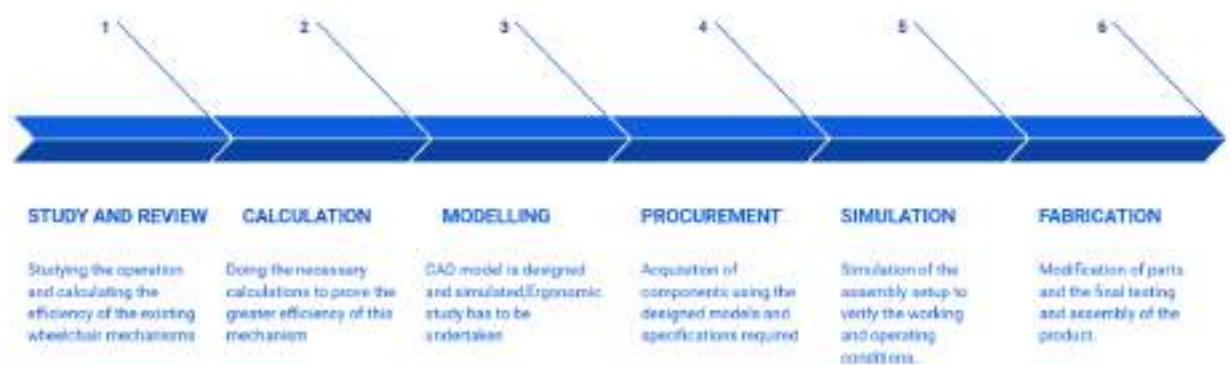 1 2 3 4 5 6
STUDY AND REVIEW
Studying the operation
and calculating the
efficiency of the existing
wheelchair mechanisms
CALCULATION
Doing the necessary
calculations to prove the
greater efficiency of this
mechanism
MODELLING
CAD model is designed
and simulated/Ergonomic
study has to be
undertaken
PROCUREMENT
Acquisition of
components using the
designed models and
specifications required
SIMULATION
Simulation of the
assembly setup to
verify the working
and operating
conditions.
FABRICATION
Modification of parts
and the final testing
and assembly of the
product.